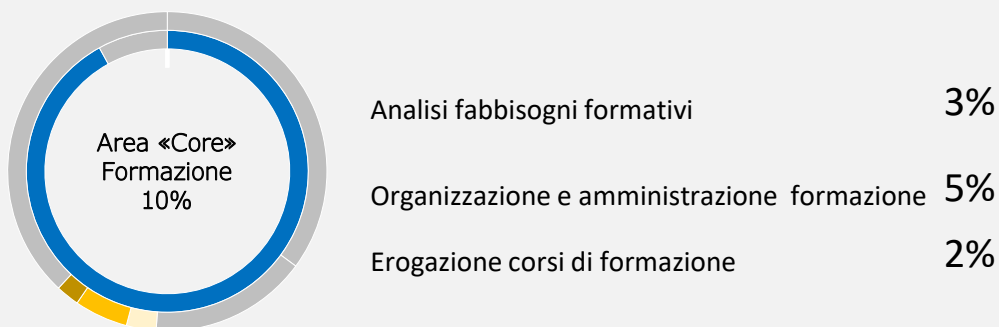 Area «Core»
Formazione
10%
Analisi fabbisogni formativi 3%
Organizzazione e amministrazione formazione 5%
Erogazione corsi di formazione 2%